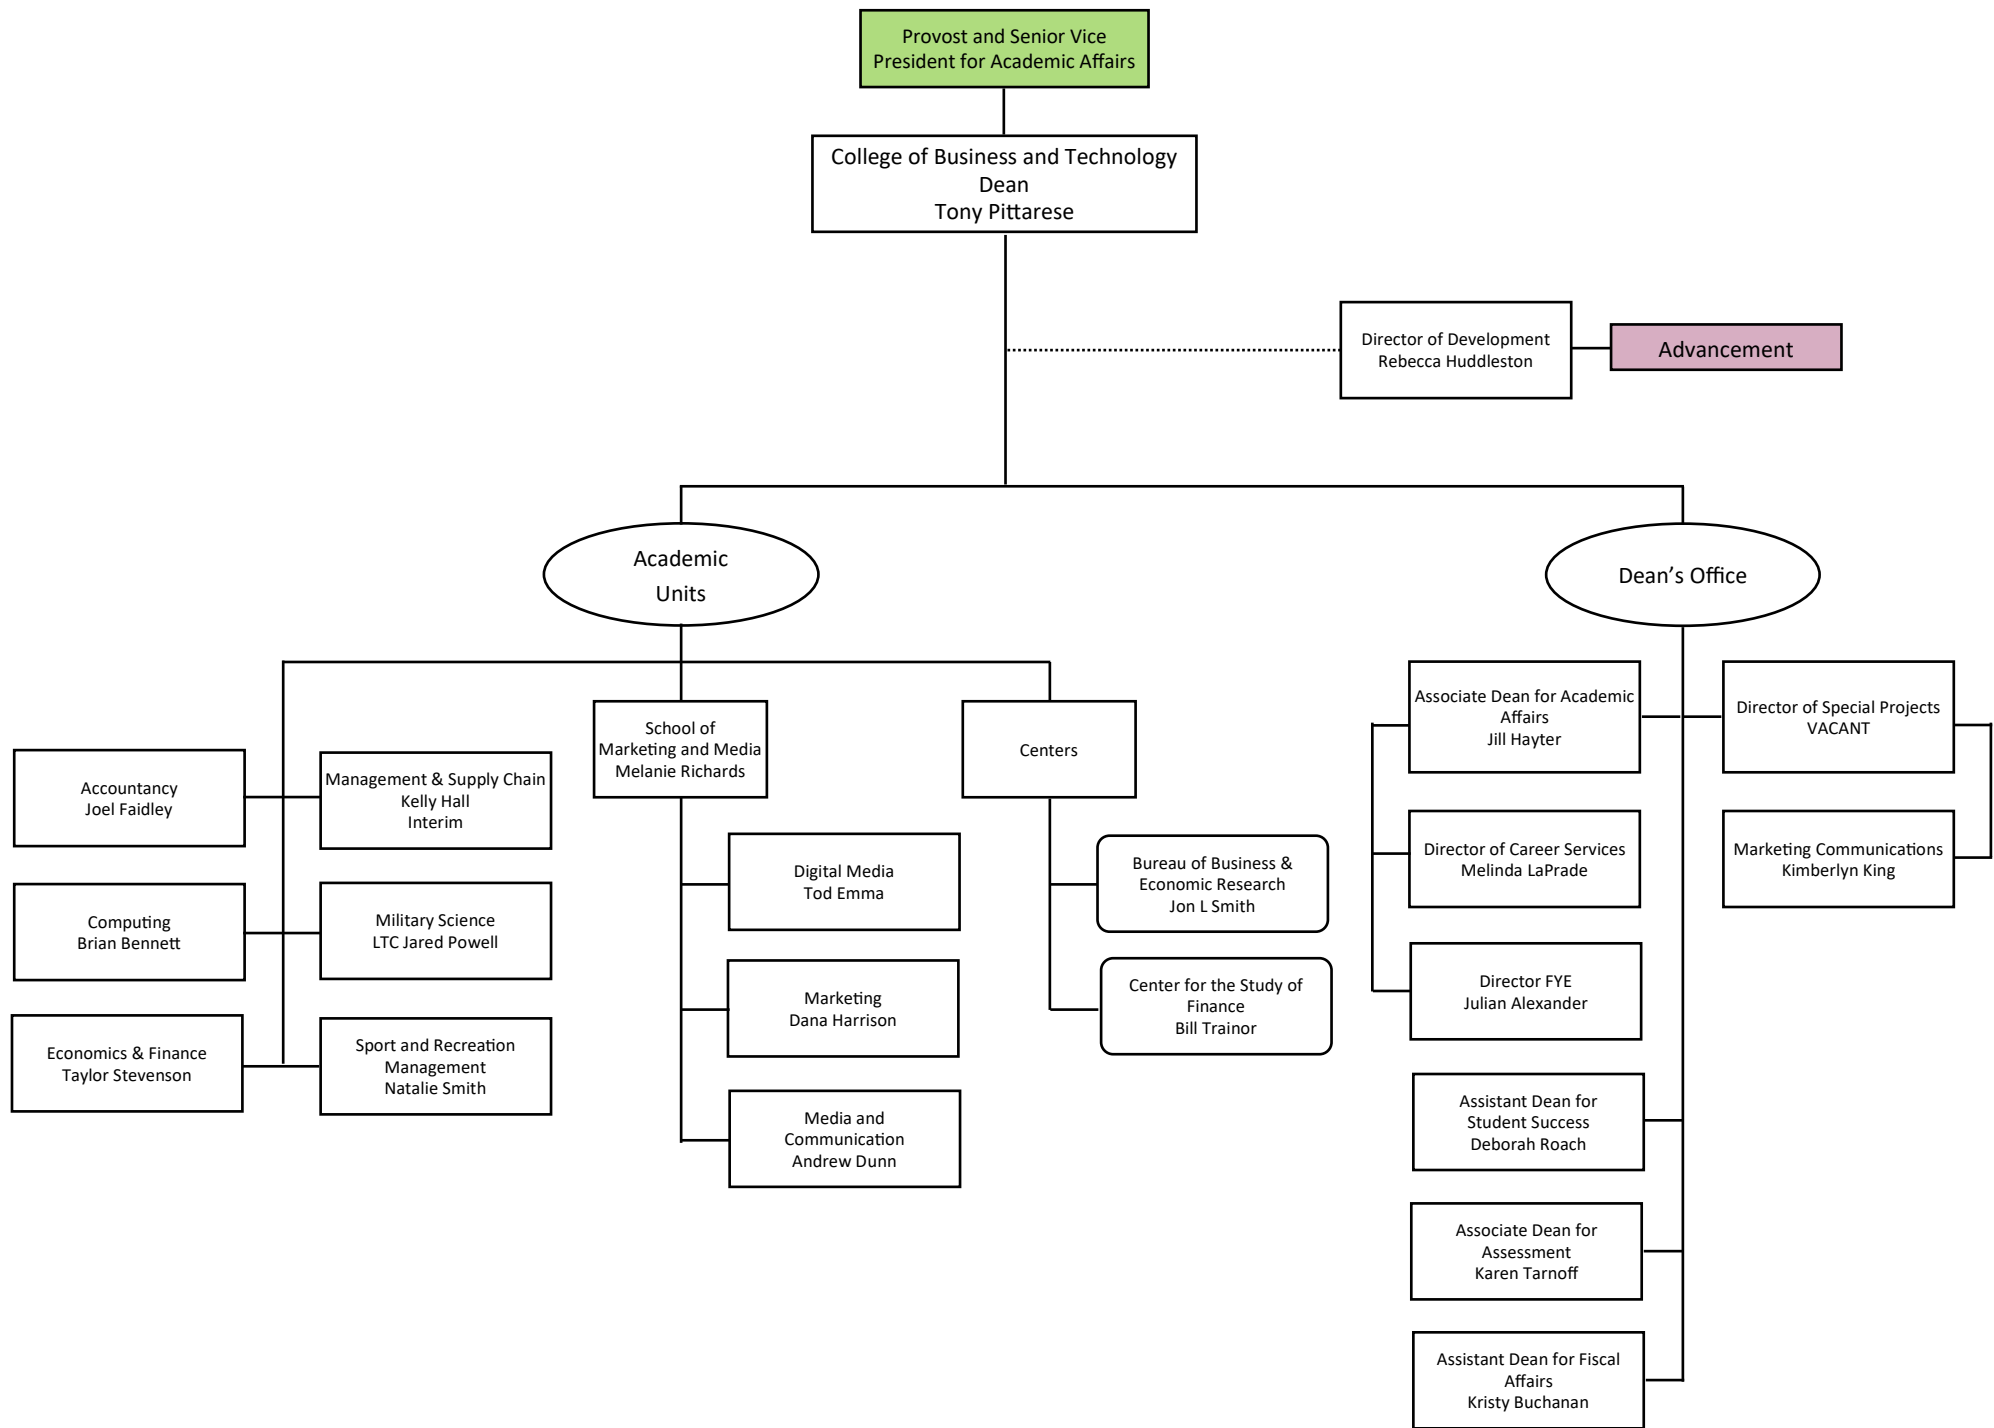 Provost and Senior Vice
President for Academic Affairs
College of Business and Technology
Dean
Tony Pittarese
Director of Development
Rebecca Huddleston
Advancement
Academic
Units
Dean’s Office
Accountancy
Joel Faidley
Management & Supply Chain
Kelly Hall
Interim
Computing
Brian Bennett
Military Science
LTC Jared Powell
Economics & Finance
Taylor Stevenson
Sport and Recreation
Management
Natalie Smith
School of
Marketing and Media
Melanie Richards
Digital Media
Tod Emma
Marketing
Dana Harrison
Media and
Communication
Andrew Dunn
Centers
Bureau of Business &
Economic Research
Jon L Smith
Center for the Study of
Finance
Bill Trainor
Associate Dean for Academic
Affairs
Jill Hayter
Director of Special Projects
VACANT
Director of Career Services
Melinda LaPrade
Marketing Communications
Kimberlyn King
Director FYE
Julian Alexander
Assistant Dean for
Student Success
Deborah Roach
Associate Dean for
Assessment
Karen Tarnoff
Assistant Dean for Fiscal
Affairs
Kristy Buchanan